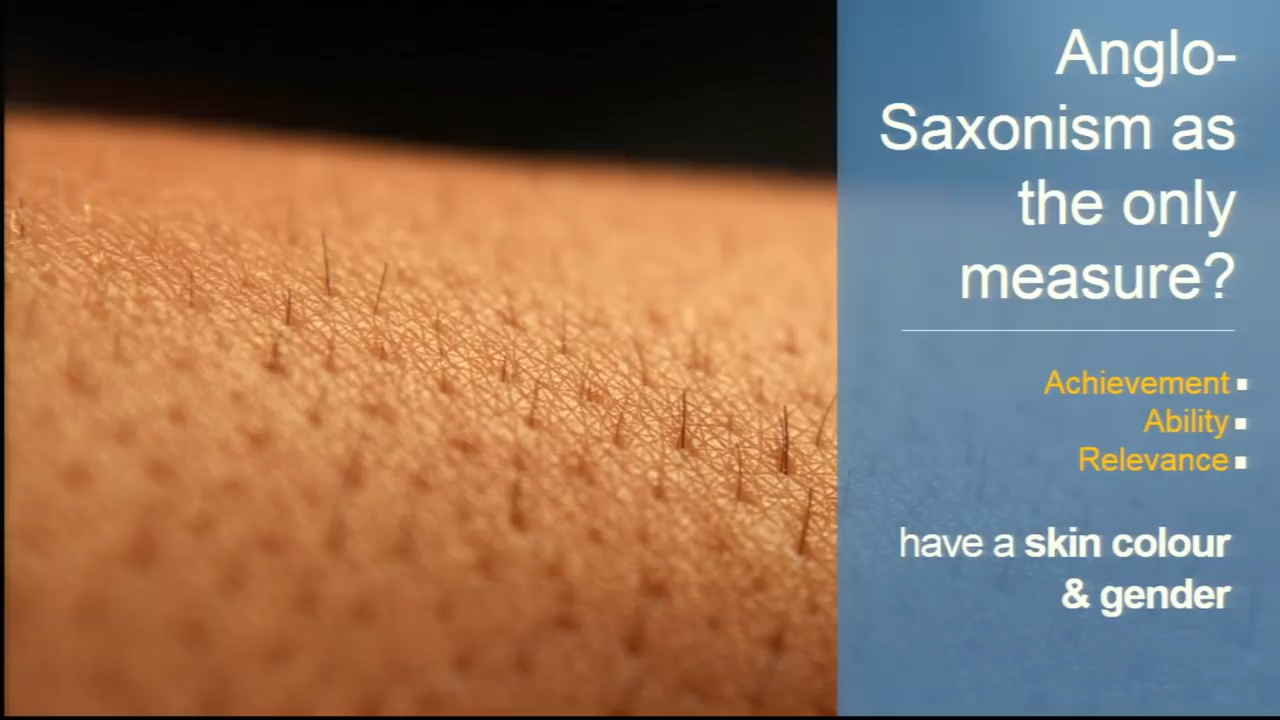 Anglo-
Saxonism as
the only
measure?
Achievement
Ability
Relevance
have a skin colour
& gender